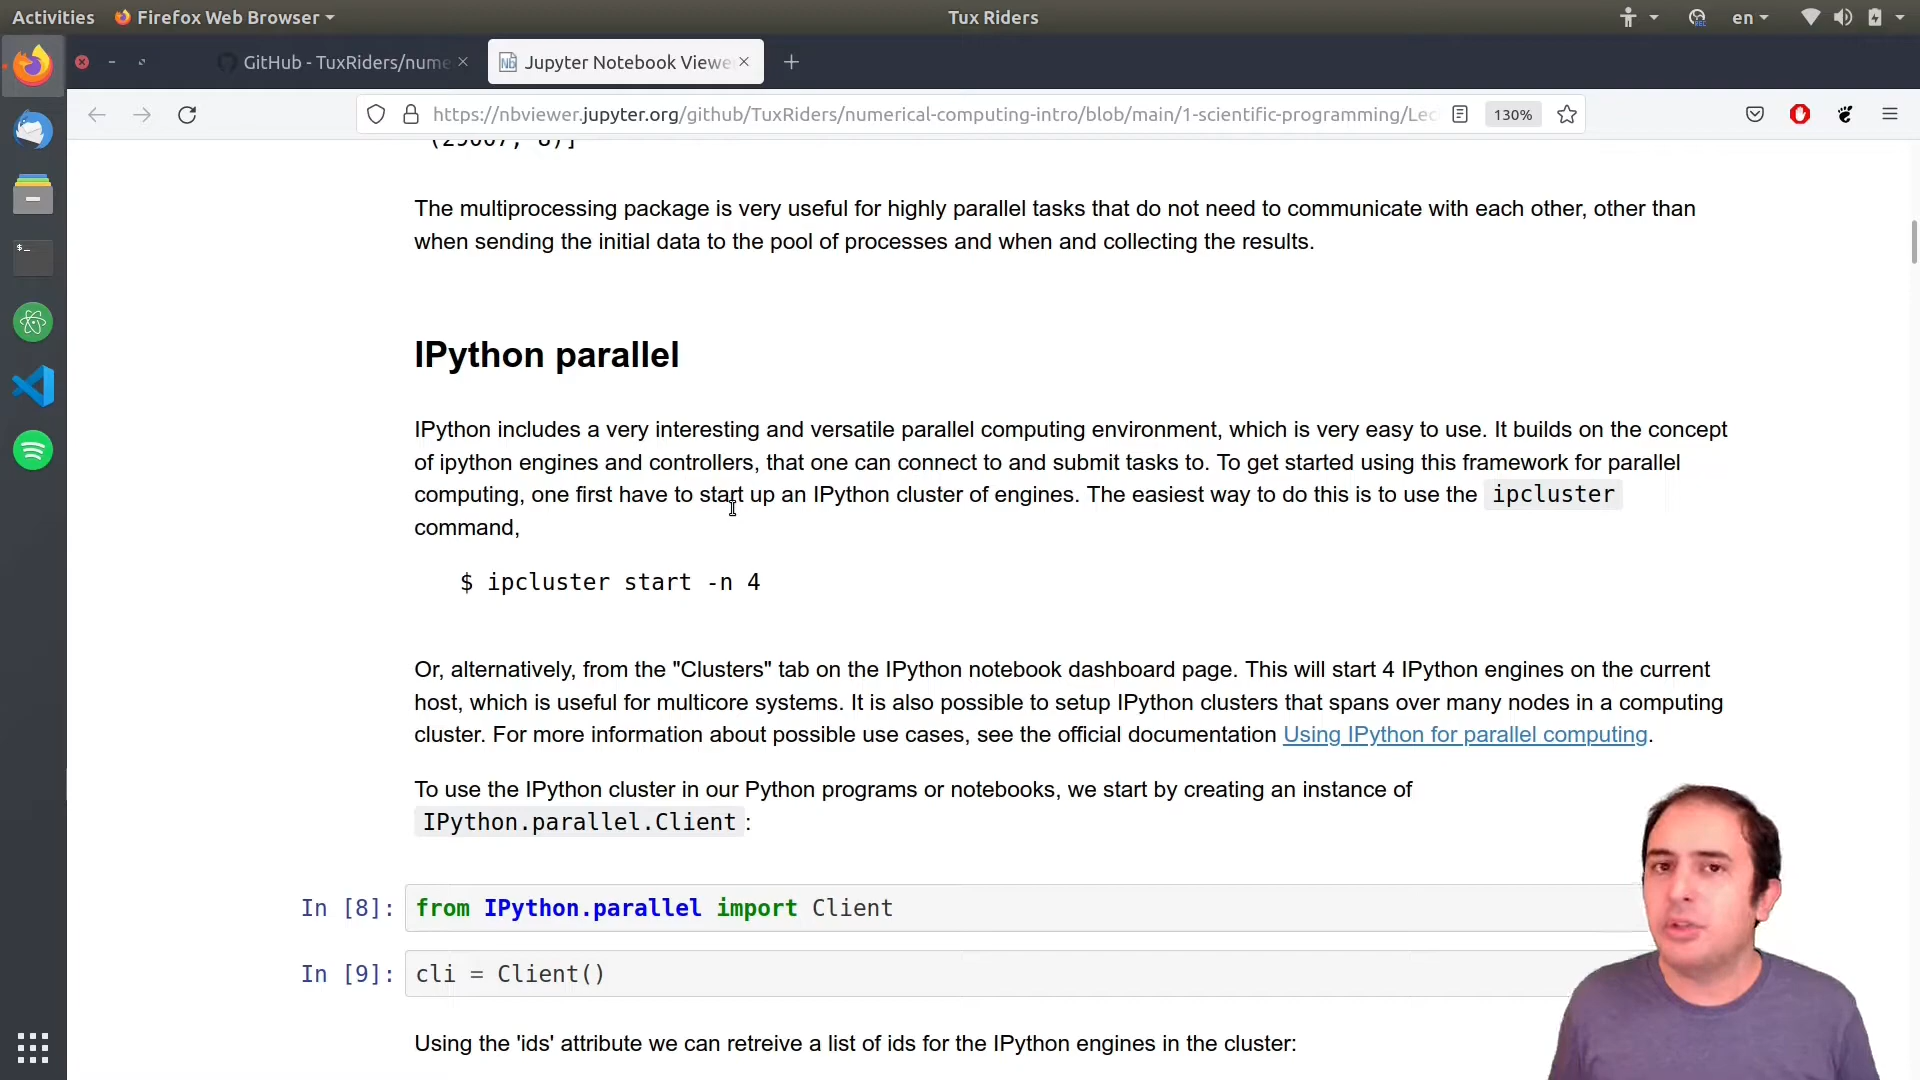 Activities Firefox Web Browser Tux Riders en
GitHub - TuxRiders/nume Jupyter Notebook Viewe
https://nbviewer.jupyter.org/github/TuxRiders/numerical-computing-intro/blob/main/1-scientific-programming/Lec 130%
(29007, 8)]
The multiprocessing package is very useful for highly parallel tasks that do not need to communicate with each other, other than
when sending the initial data to the pool of processes and when and collecting the results.
IPython parallel
IPython includes a very interesting and versatile parallel computing environment, which is very easy to use. It builds on the concept
of ipython engines and controllers, that one can connect to and submit tasks to. To get started using this framework for parallel
computing, one first have to start up an IPython cluster of engines. The easiest way to do this is to use the ipcluster
command,
$ ipcluster start -n 4
Or, alternatively, from the "Clusters" tab on the IPython notebook dashboard page. This will start 4 IPython engines on the current
host, which is useful for multicore systems. It is also possible to setup IPython clusters that spans over many nodes in a computing
cluster. For more information about possible use cases, see the official documentation Using IPython for parallel computing.
To use the IPython cluster in our Python programs or notebooks, we start by creating an instance of
IPython.parallel.Client:
In [8]: from IPython.parallel import Client
In [9]: cli = Client()
Using the 'ids' attribute we can retreive a list of ids for the IPython engines in the cluster: